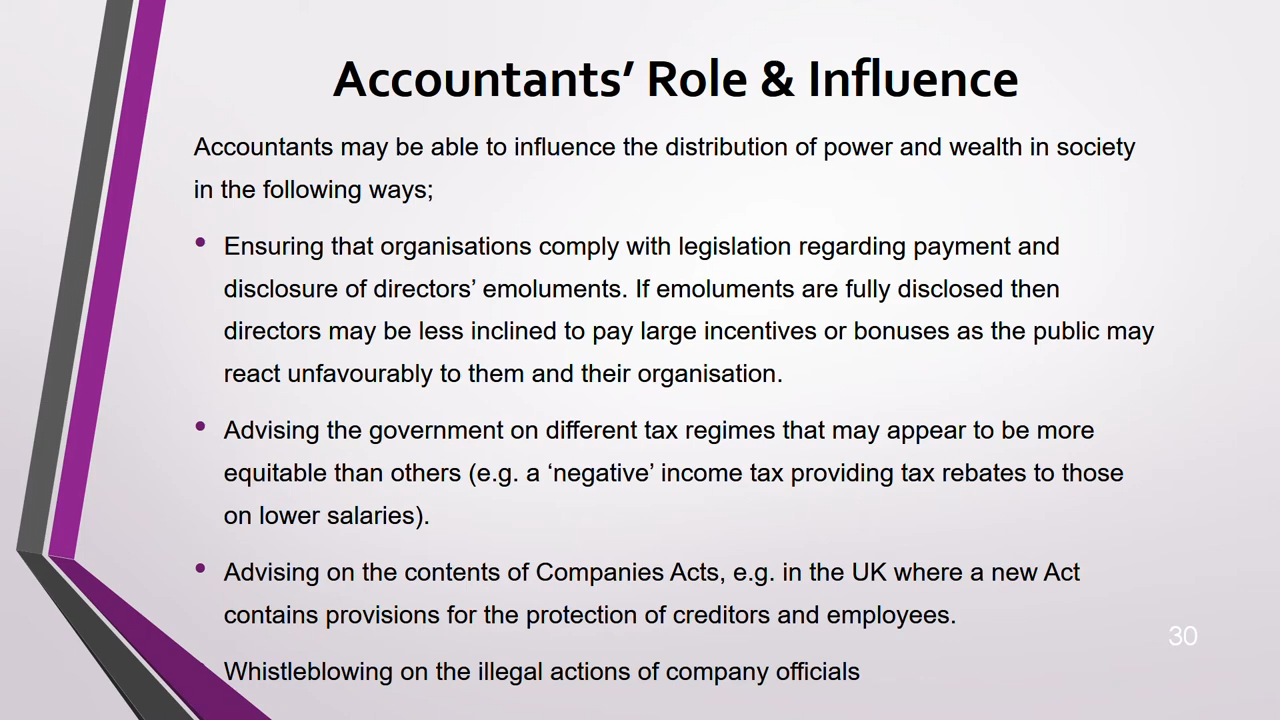 Accountants’ Role & Influence
Accountants may be able to influence the distribution of power and wealth in society
in the following ways;
• Ensuring that organisations comply with legislation regarding payment and
disclosure of directors’ emoluments. If emoluments are fully disclosed then
directors may be less inclined to pay large incentives or bonuses as the public may
react unfavourably to them and their organisation.
• Advising the government on different tax regimes that may appear to be more
equitable than others (e.g. a ‘negative’ income tax providing tax rebates to those
on lower salaries).
• Advising on the contents of Companies Acts, e.g. in the UK where a new Act
contains provisions for the protection of creditors and employees.
30
Whistleblowing on the illegal actions of company officials